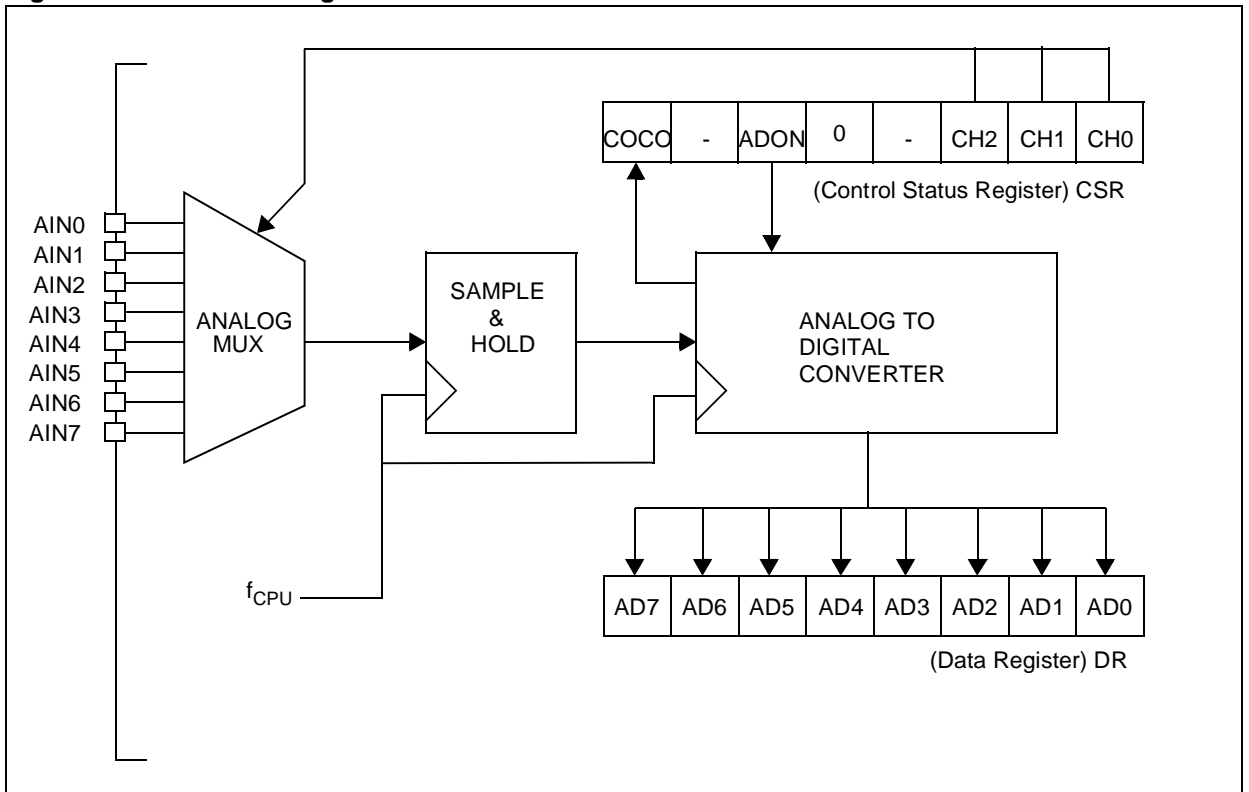 COCO - ADON 0 - CH2 CH1 CH0
(Control Status Register) CSR
AIN0
AIN1
AIN2
AIN3
AIN4
AIN5
AIN6
AIN7
ANALOG
MUX
SAMPLE
&
HOLD
ANALOG TO
DIGITAL
CONVERTER
fCPU
AD7 AD6 AD5 AD4 AD3 AD2 AD1 AD0
(Data Register) DR